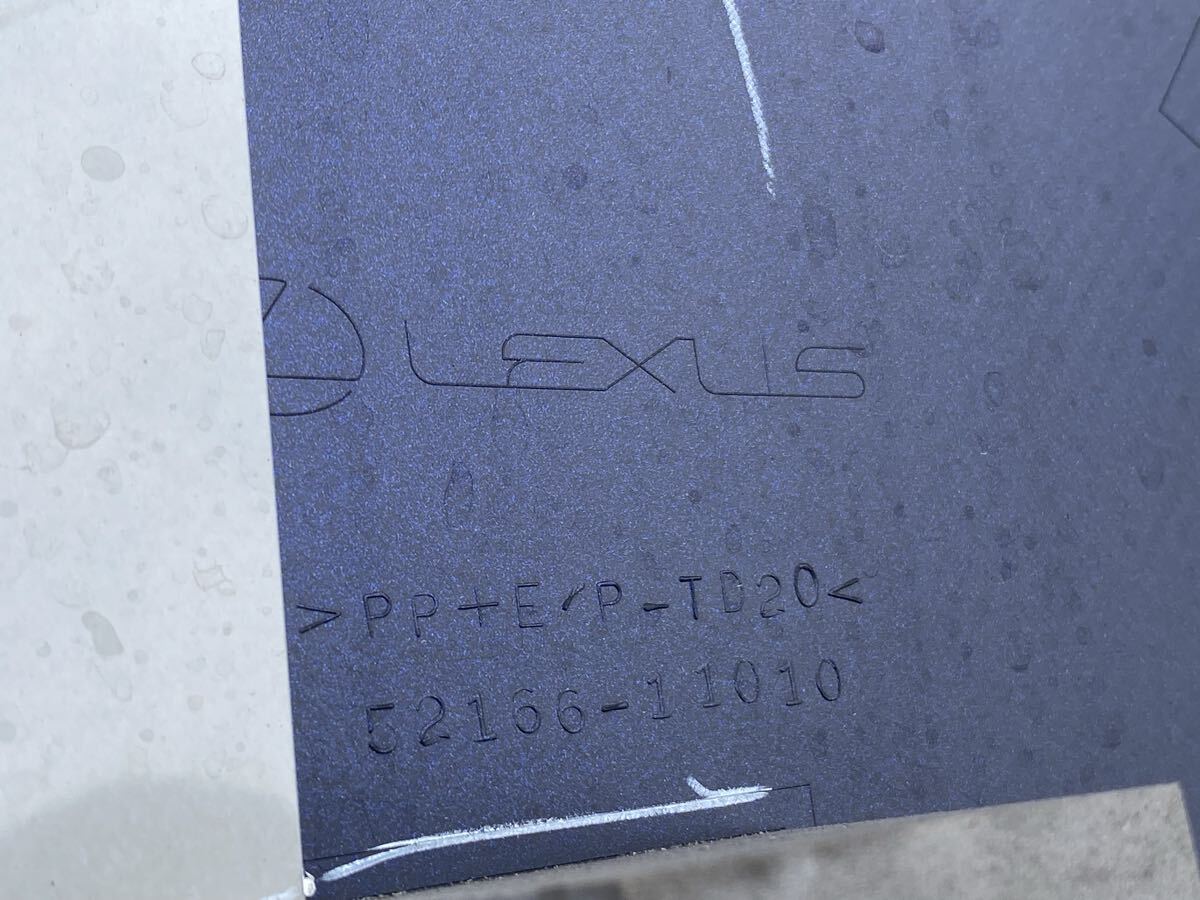 LEXUS
>PP+E/P-TD20<
52166-11010